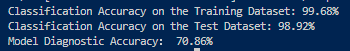 Classification Accuracy on the Training Dataset: 99.68%
Classification Accuracy on the Test Dataset: 98.92%
Model Diagnostic Accuracy:  70.86%